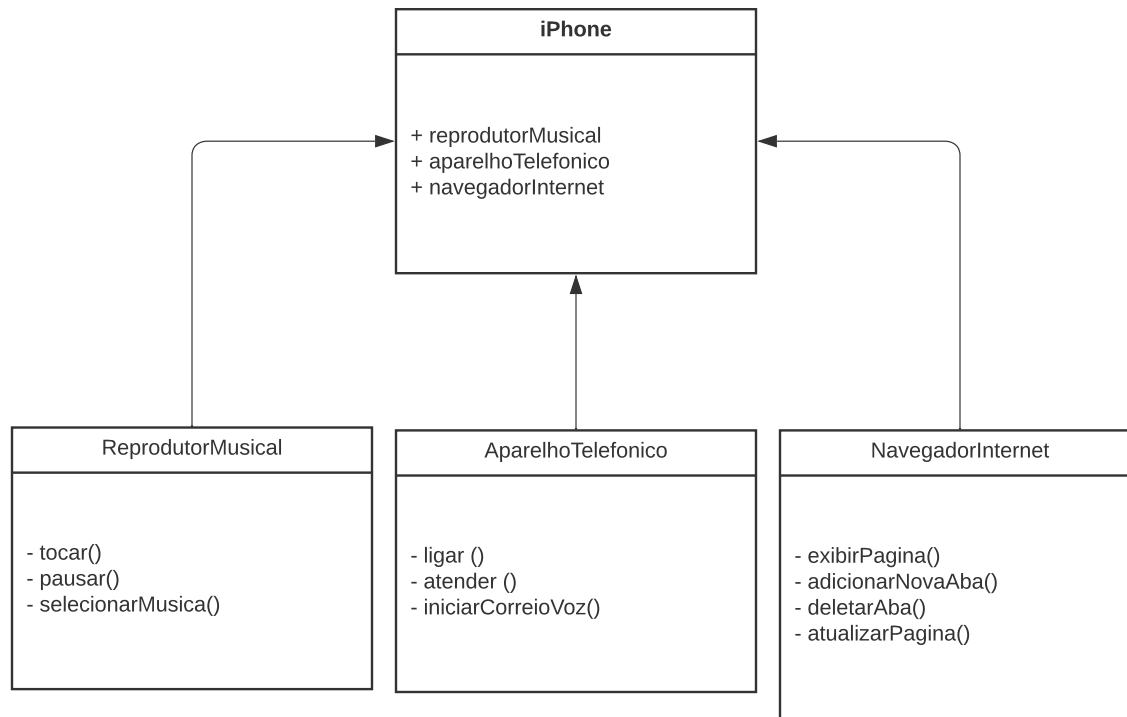 iPhone
+ reprodutorMusical
+ aparelhoTelefonico
+ navegadorInternet
ReprodutorMusical
- tocar()
- pausar()
- selecionarMusica()
AparelhoTelefonico
- ligar ()
- atender ()
- iniciarCorreioVoz()
NavegadorInternet
- exibirPagina()
- adicionarNovaAba()
- deletarAba()
- atualizarPagina()